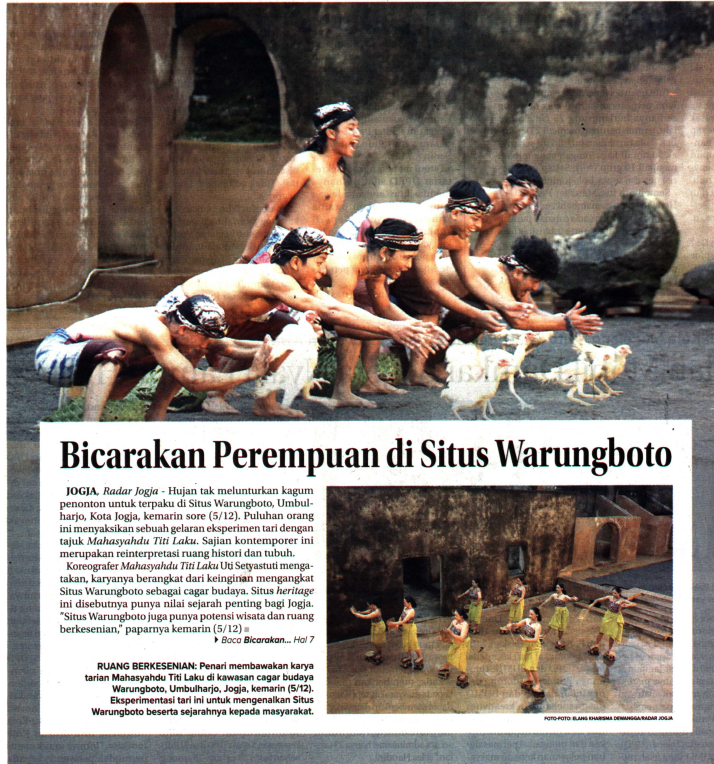 Bicarakan Perempuan di Situs Warungboto
JOGJA, Radar Jogja - Hujan tak melunturkan kagum
penonton untuk terpaku di Situs Warungboto, Umbul-
harjo, Kota Jogja, kemarin sore (5/12). Puluhan orang
ini menyaksikan sebuah gelaran eksperimen tari dengan
tajuk Mahasyahdu Titi Laku. Sajian kontemporer ini
merupakan reinterpretasi ruang histori dan tubuh.
Koreografer Mahasyahdu Titi Laku Uti Setyastuti menga-
takan, karyanya berangkat dari keinginan mengangkat
Situs Warungboto sebagai cagar budaya. Situs heritage
ini disebutnya punya nilai sejarah penting bagi Jogja.
"Situs Warungboto juga punya potensi wisata dan ruang
berkesenian," paparnya kemarin (5/12)
Baca Bicarakan... Hal 7
RUANG BERKESENIAN: Penari membawakan karya
tarian Mahasyahdu Titi Laku di kawasan cagar budaya
Warungboto, Umbulharjo, Jogja, kemarin (5/12).
Eksperimentasi tari ini untuk mengenalkan Situs
Warungboto beserta sejarahnya kepada masyarakat.
FOTO-FOTO: ELANG KHARISMA DEWANGGA/RADAR JOGJA